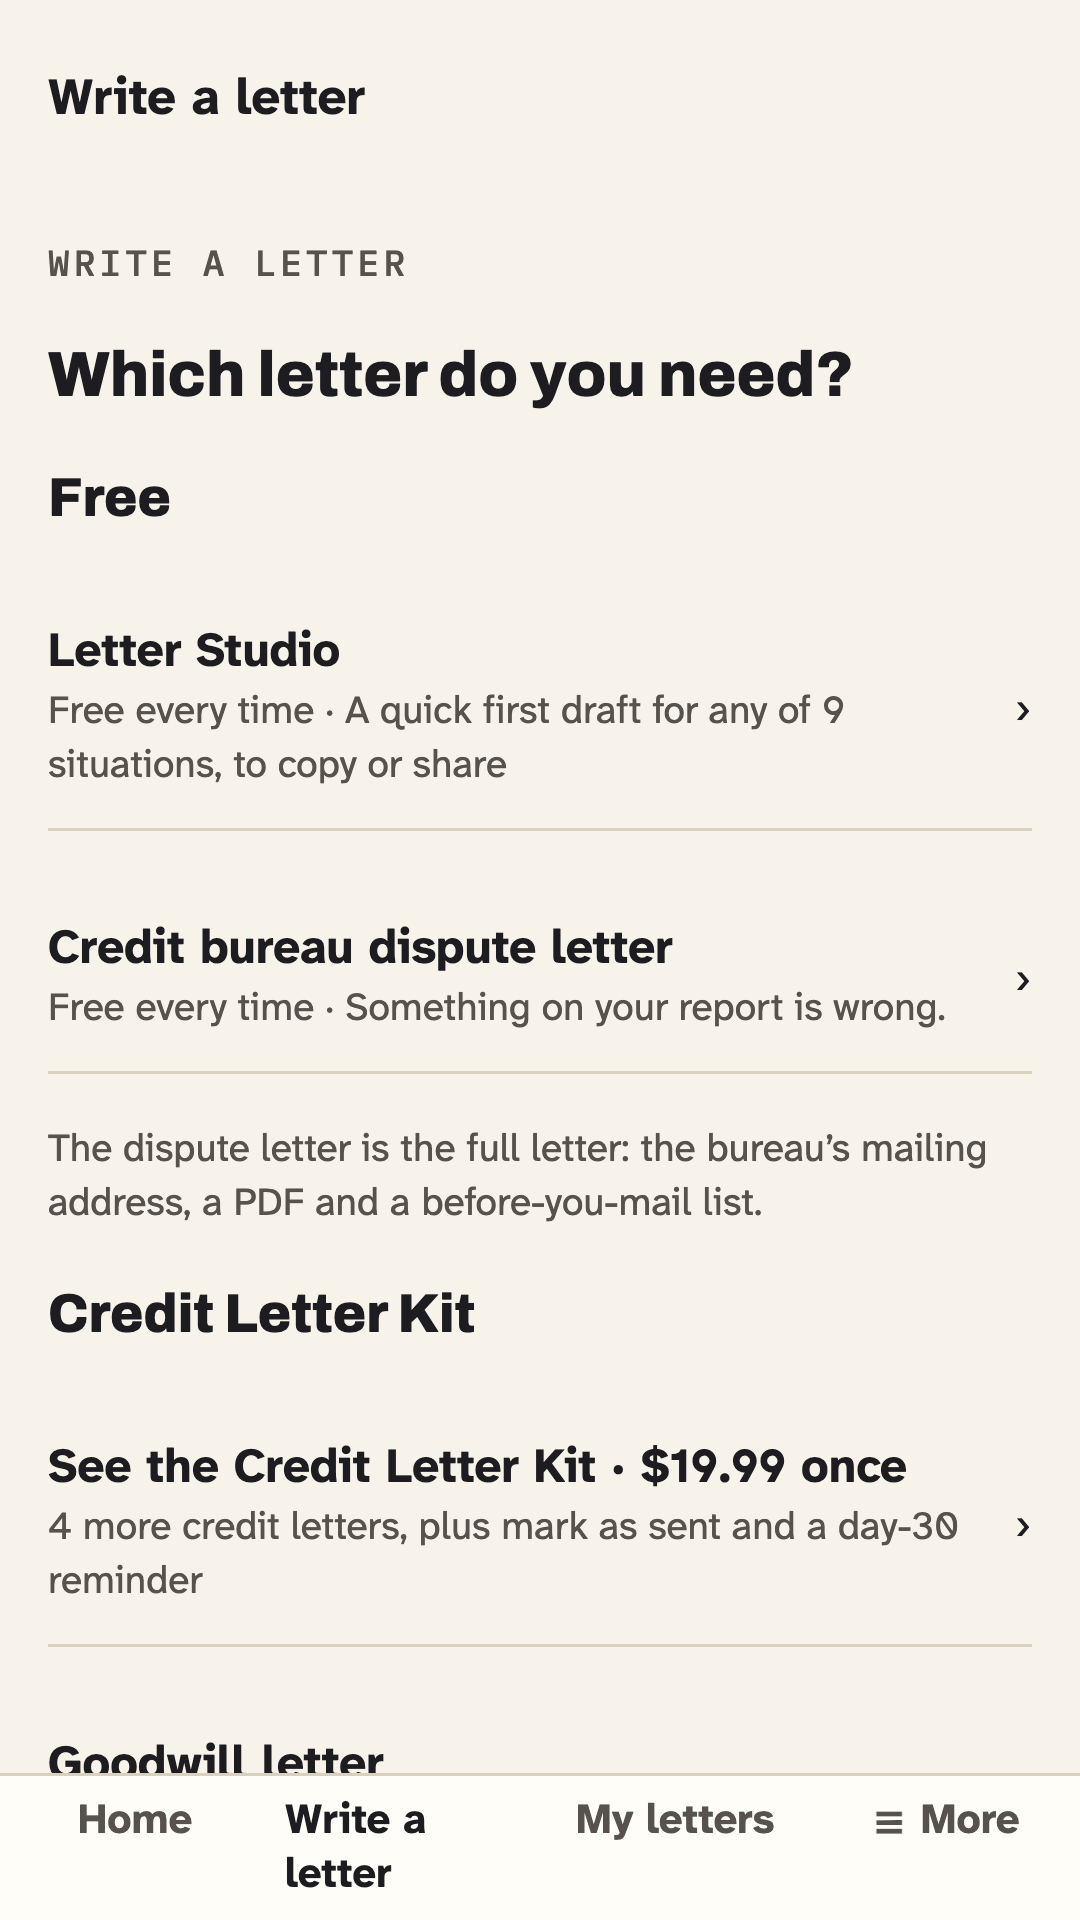 Write a letter
WRITE A LETTER
Which letter do you need?
Free
Letter Studio
Free every time · A quick first draft for any of 9
situations, to copy or share
›
Credit bureau dispute letter
Free every time · Something on your report is wrong.
›
The dispute letter is the full letter: the bureau’s mailing
address, a PDF and a before-you-mail list.
Credit Letter Kit
See the Credit Letter Kit · $19.99 once
4 more credit letters, plus mark as sent and a day-30
reminder
›
Goodwill letter
Home
Write a
letter
My letters
≡ More